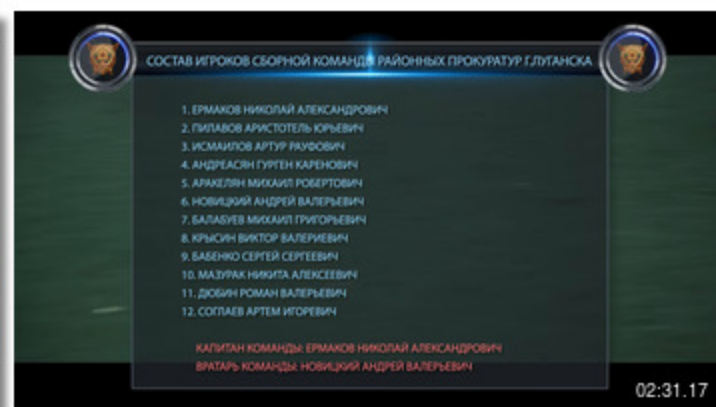 СОСТАВ ИГРОКОВ СБОРНОЙ КОМАНДЫ РАЙОННЫХ ПРОКУРАТУР Г.ЛУГАНСКА
1. ЕРМАКОВ НИКОЛАЙ АЛЕКСАНДРОВИЧ
2. ПИЛАВОВ АРИСТОТЕЛЬ ЮРЬЕВИЧ
3. ИСМАИЛОВ АРТУР РАУФОВИЧ
4. АНДРЕАСЯН ГУРГЕН КАРЕНОВИЧ
5. АРАКЕЛЯН МИХАИЛ РОБЕРТОВИЧ
6. НОВИЦКИЙ АНДРЕЙ ВАЛЕРЬЕВИЧ
7. БАЛАБУЕВ МИХАИЛ ГРИГОРЬЕВИЧ
8. КРЫСИН ВИКТОР ВАЛЕРИЕВИЧ
9. БАБЕНКО СЕРГЕЙ СЕРГЕЕВИЧ
10. МАЗУРАК НИКИТА АЛЕКСЕЕВИЧ
11. ДЮБИН РОМАН ВАЛЕРЬЕВИЧ
12. СОГЛАЕВ АРТЕМ ИГОРЕВИЧ
КАПИТАН КОМАНДЫ: ЕРМАКОВ НИКОЛАЙ АЛЕКСАНДРОВИЧ
ВРАТАРЬ КОМАНДЫ: НОВИЦКИЙ АНДРЕЙ ВАЛЕРЬЕВИЧ
02:31.17